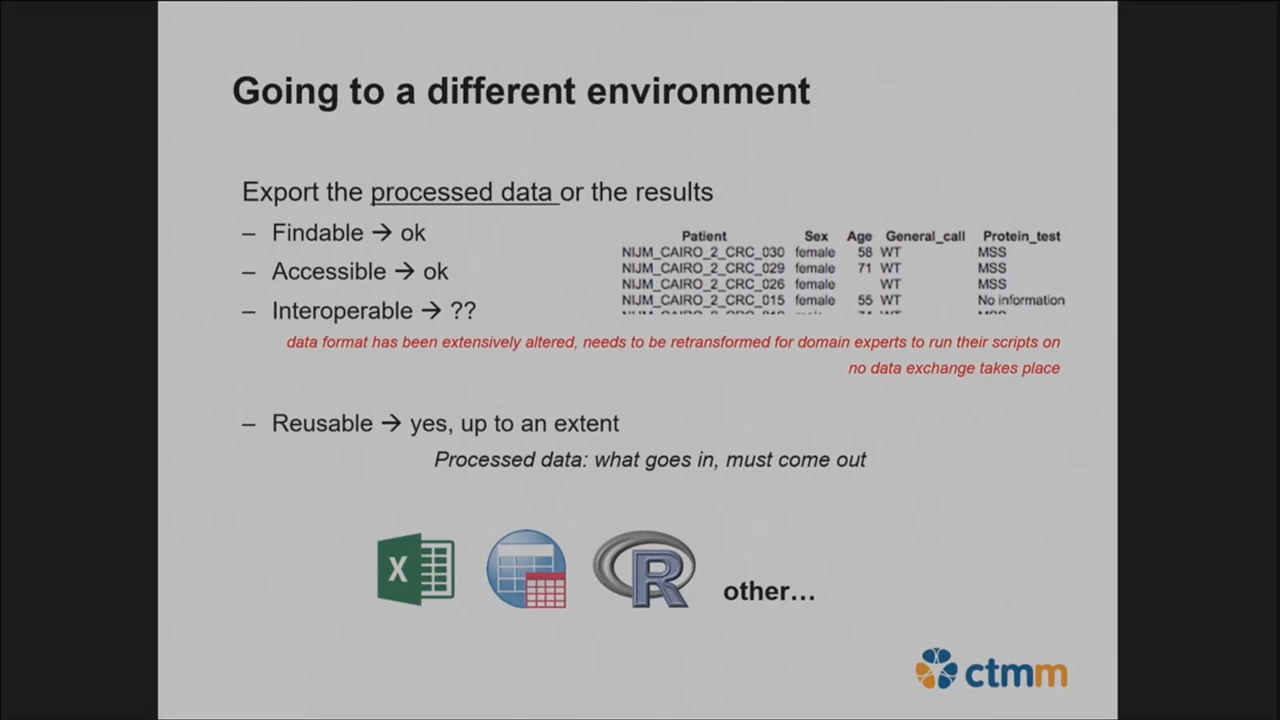 Going to a different environment
Export the processed data or the results
– Findable → ok
– Accessible → ok
– Interoperable → ??
Patient Sex Age General_call Protein_test
NIJM_CAIRO_2_CRC_030 female 58 WT MSS
NIJM_CAIRO_2_CRC_029 female 71 WT MSS
NIJM_CAIRO_2_CRC_026 female WT MSS
NIJM_CAIRO_2_CRC_015 female 55 WT No information
data format has been extensively altered, needs to be retransformed for domain experts to run their scripts on
no data exchange takes place
– Reusable → yes, up to an extent
Processed data: what goes in, must come out
X
R
other...
ctmm